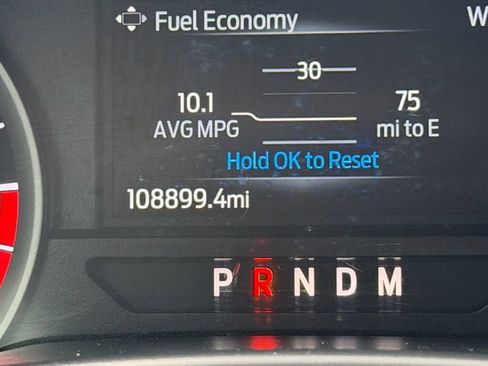 Fuel Economy
30
10.1
75
AVG MPG
mi to E
Hold OK to Reset
108899.4mi
P R N D M